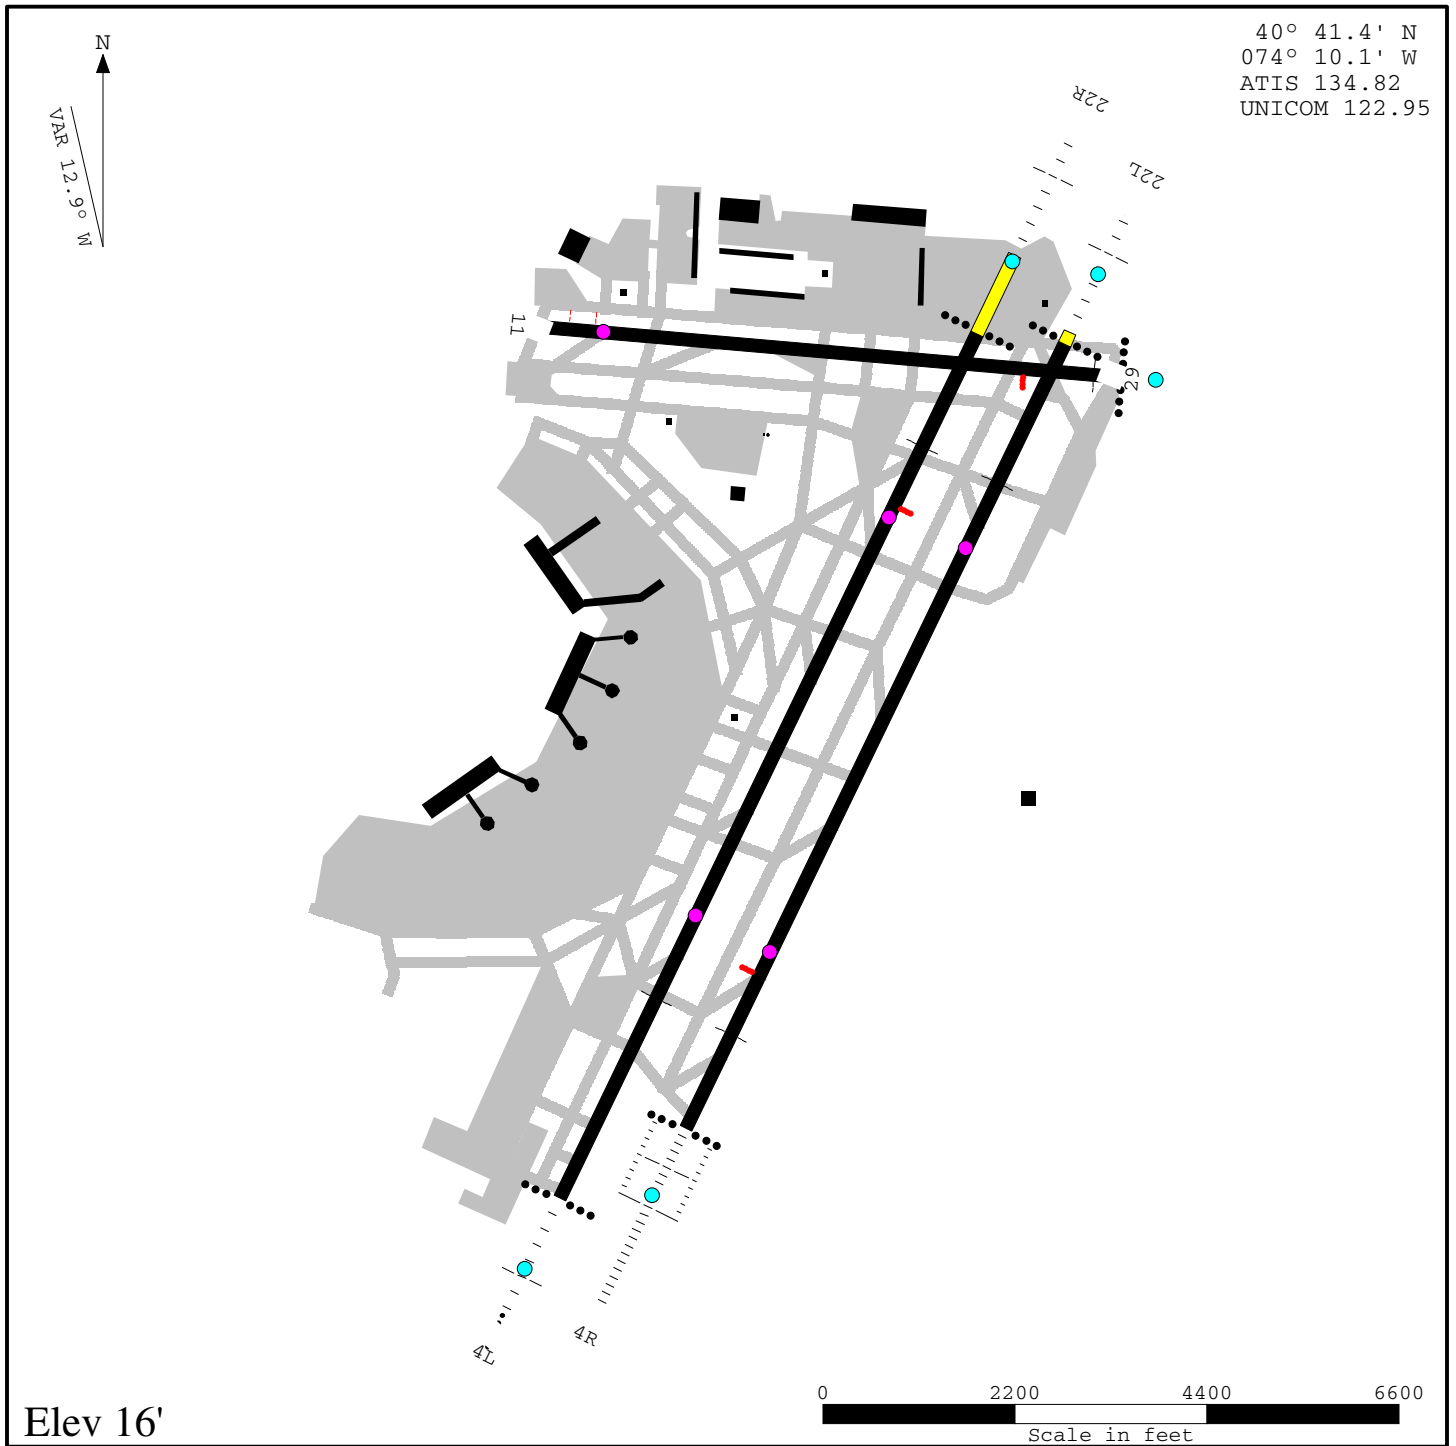 N
VAR 12.9° W
40° 41.4' N
074° 10.1' W
ATIS 134.82
UNICOM 122.95
22R
22L
11
29
4R
4L
0 2200 4400 6600
Scale in feet
Elev 16'